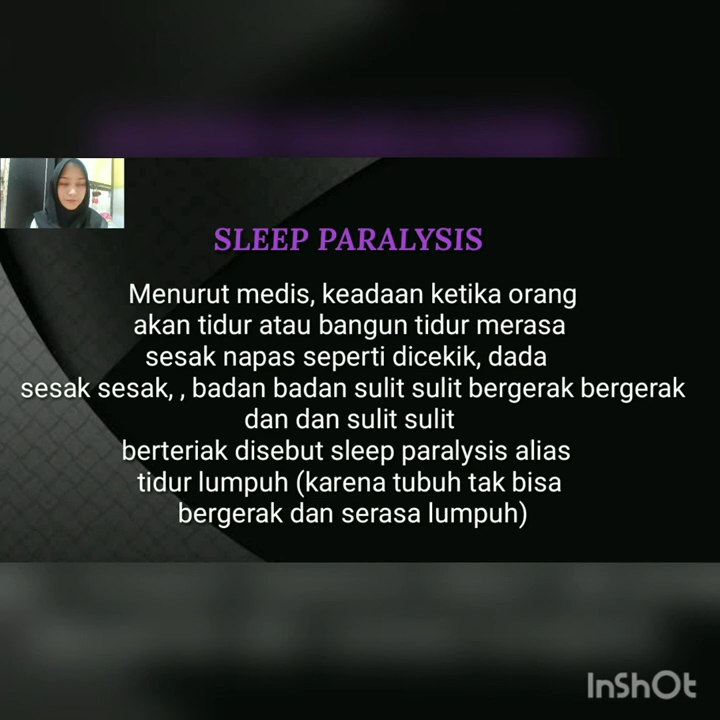 SLEEP PARALYSIS
Menurut medis, keadaan ketika orang
akan tidur atau bangun tidur merasa
sesak napas seperti dicekik, dada
sesak sesak, , badan badan sulit sulit bergerak bergerak
dan dan sulit sulit
berteriak disebut sleep paralysis alias
tidur lumpuh (karena tubuh tak bisa
bergerak dan serasa lumpuh)
InShOt